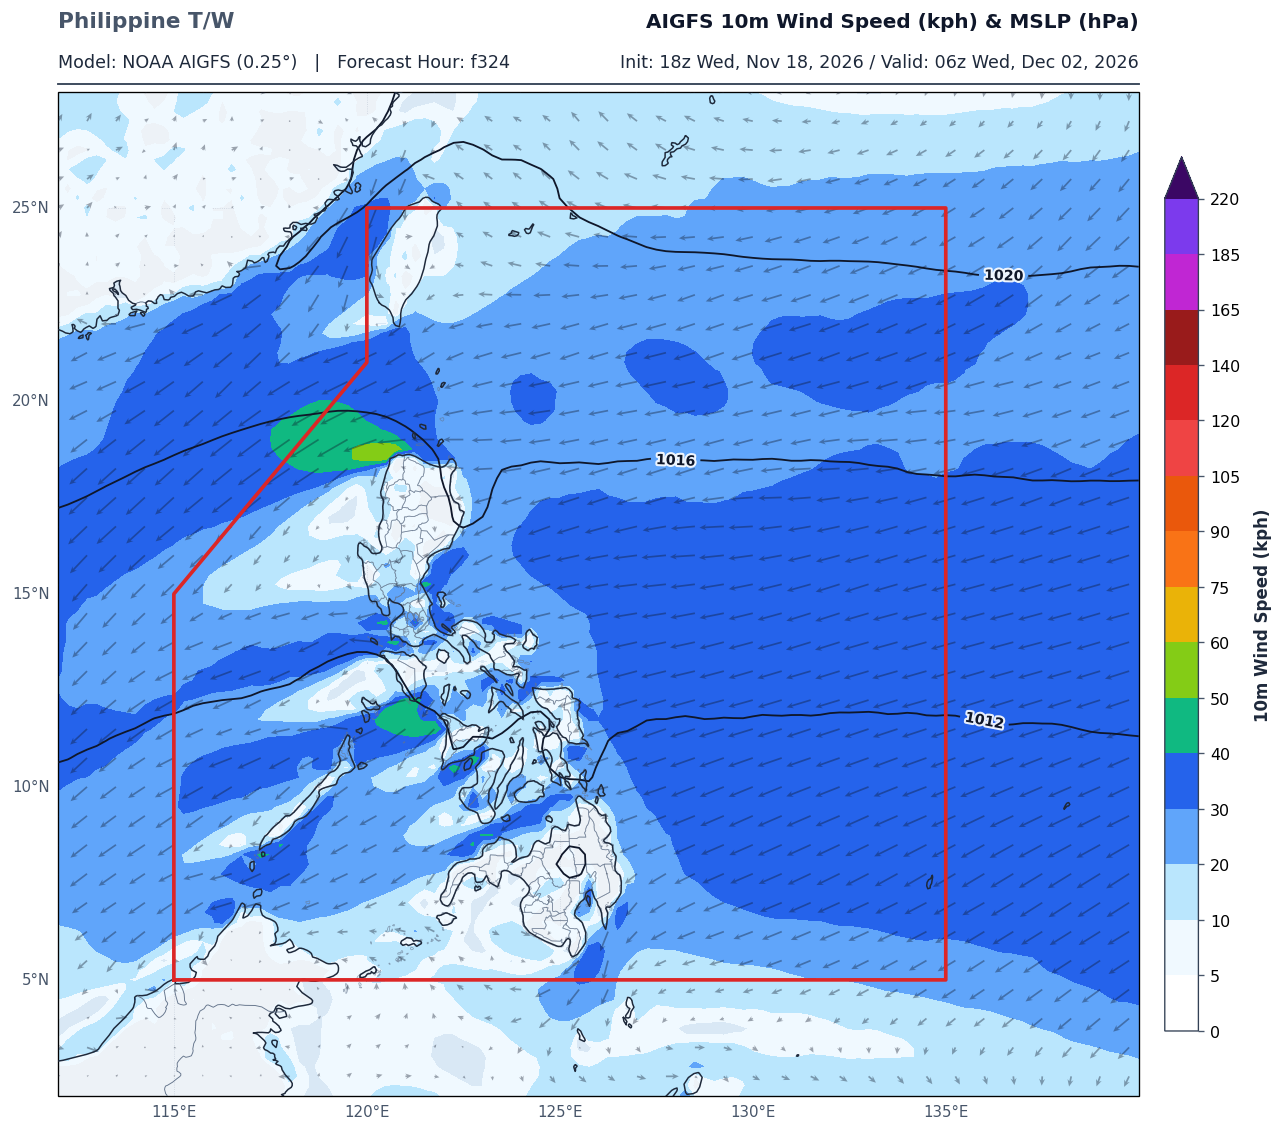 Philippine T/W
AIGFS 10m Wind Speed (kph) & MSLP (hPa)
Model: NOAA AIGFS (0.25°)   |   Forecast Hour: f324
Init: 18z Wed, Nov 18, 2026 / Valid: 06z Wed, Dec 02, 2026
25°N
20°N
15°N
10°N
5°N
115°E
120°E
125°E
130°E
135°E
1020
1016
1012
220
185
165
140
120
105
90
75
60
50
40
30
20
10
5
0
10m Wind Speed (kph)